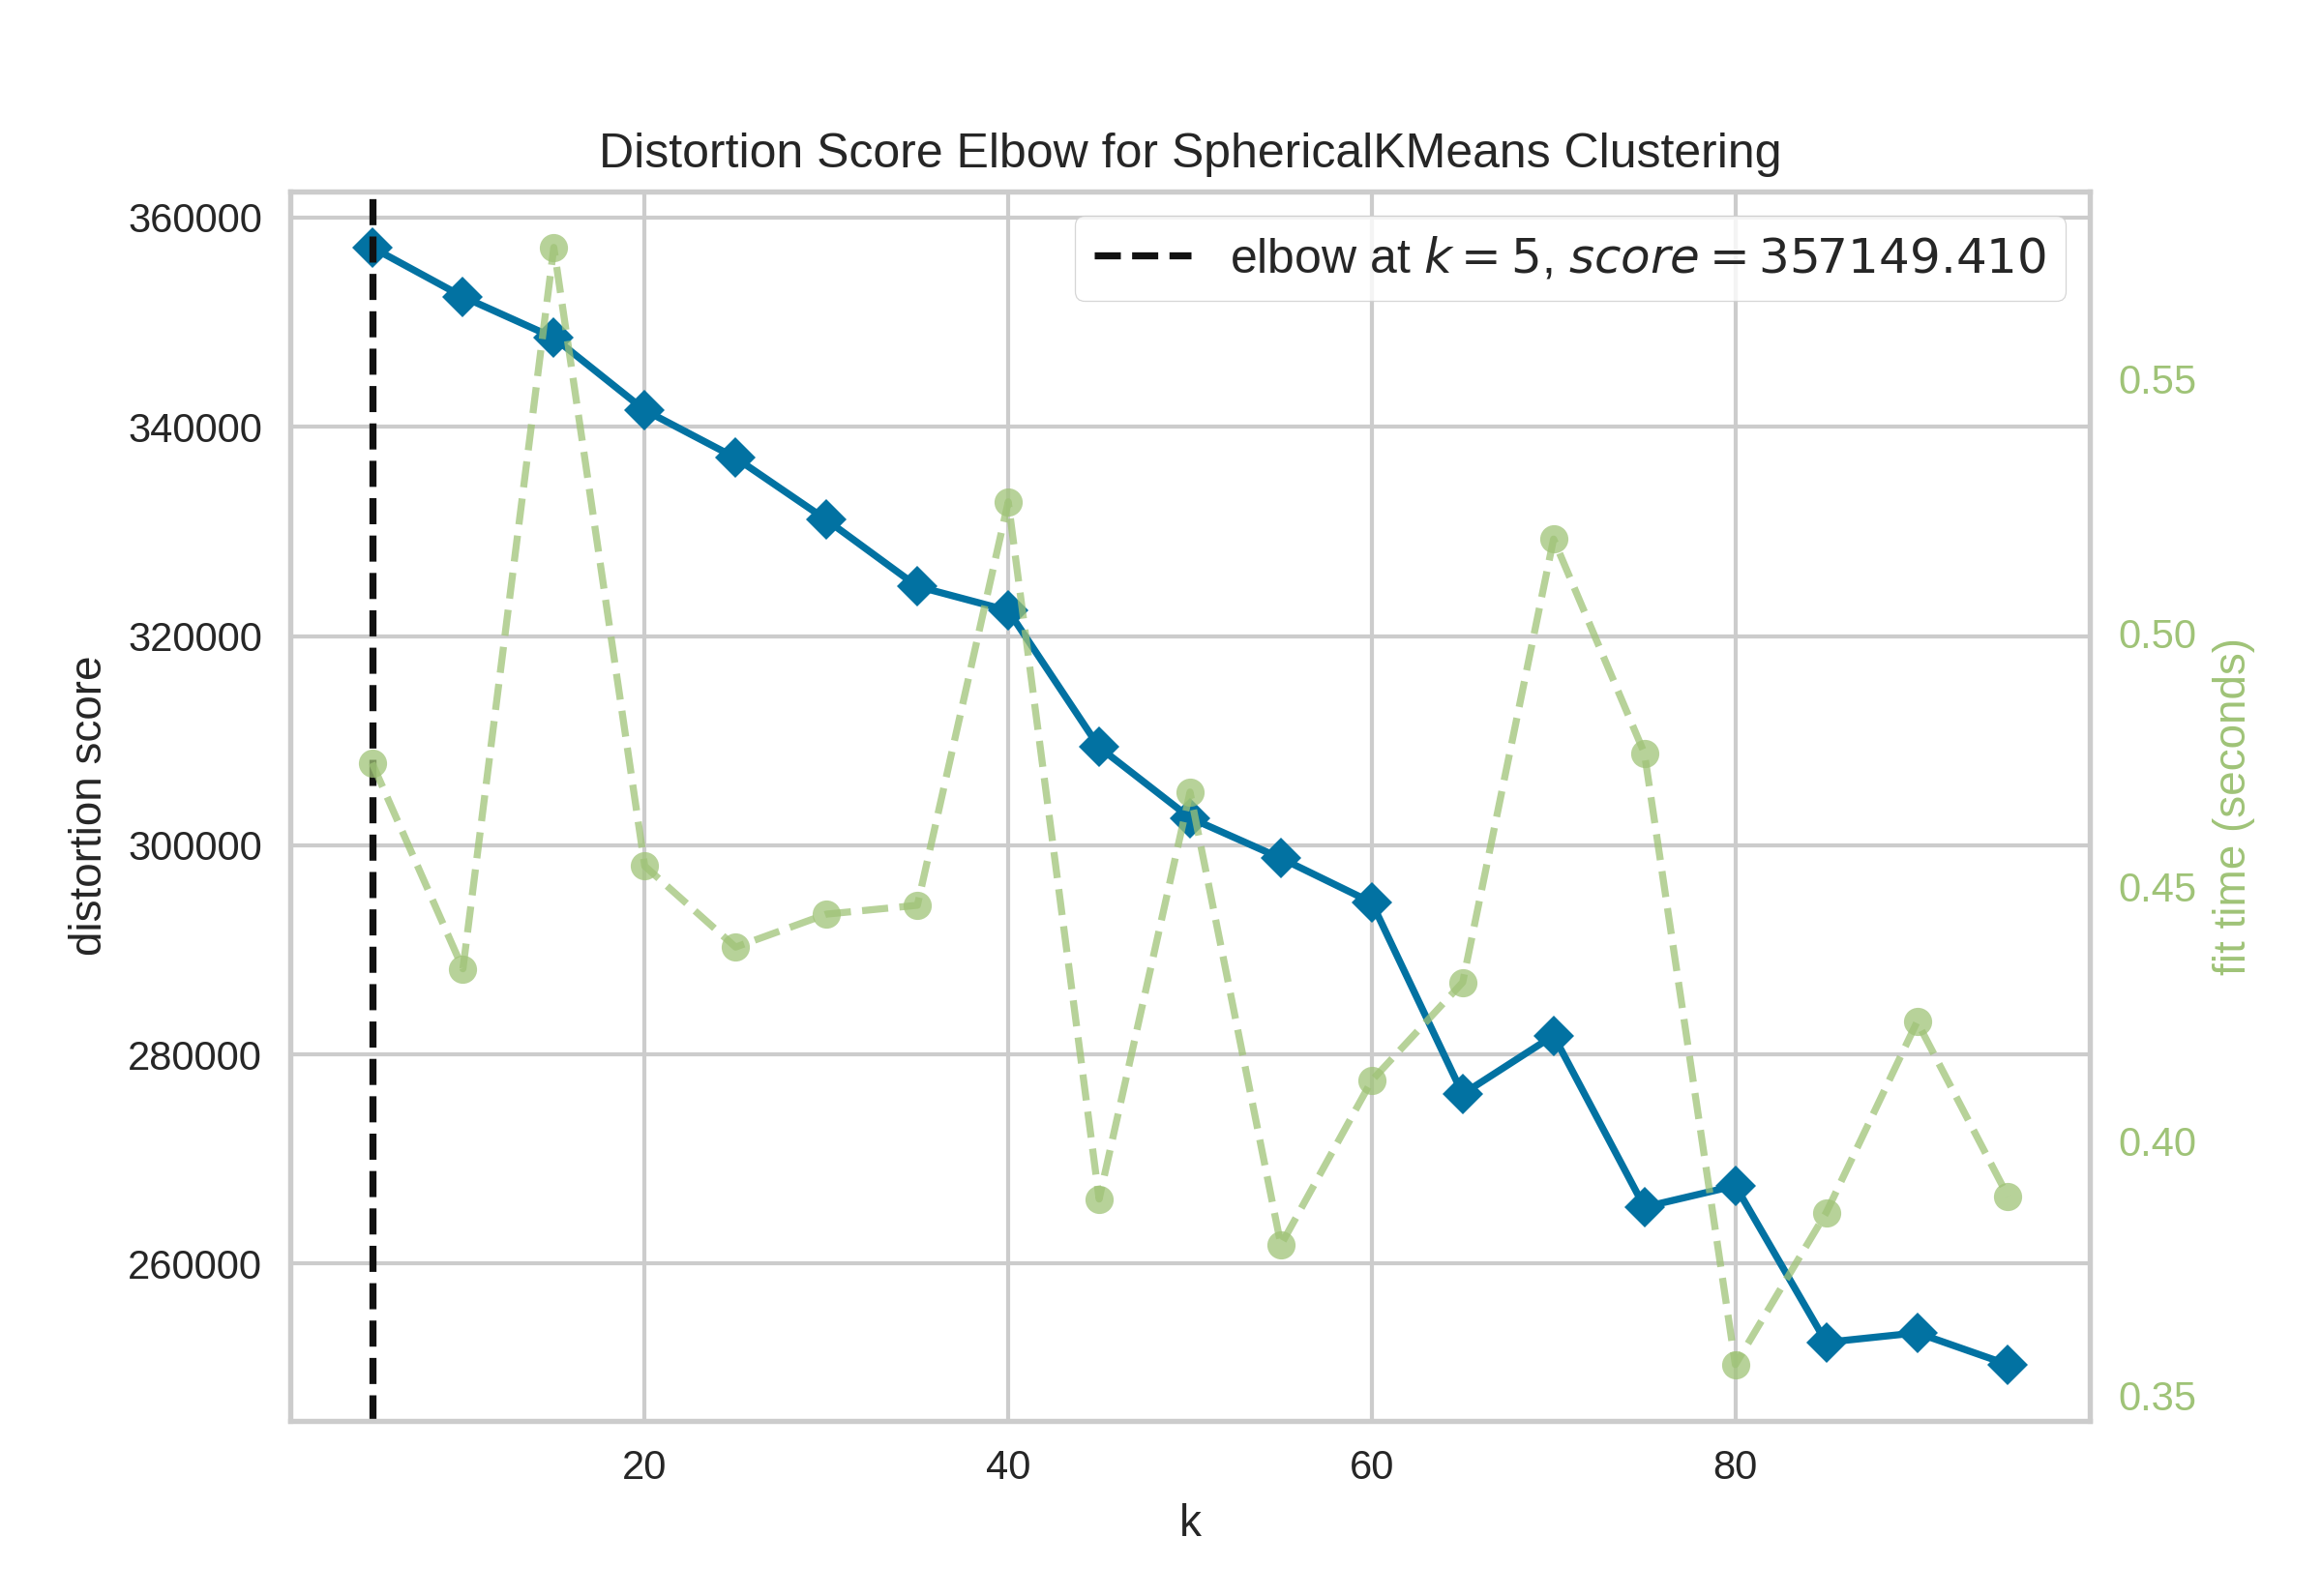 Distortion Score Elbow for SphericalKMeans Clustering
elbow at k = 5, score = 357149.410
360000
340000
320000
300000
280000
260000
distortion score
0.55
0.50
0.45
0.40
0.35
fit time (seconds)
20 40 60 80
k